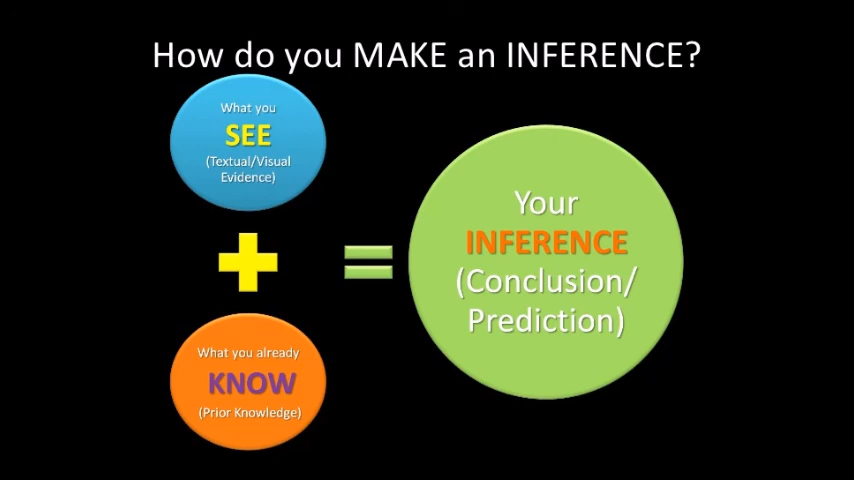 How do you MAKE an INFERENCE?
What you
SEE
(Textual/Visual
Evidence)
+
=
What you already
KNOW
(Prior Knowledge)
Your
INFERENCE
(Conclusion/
Prediction)